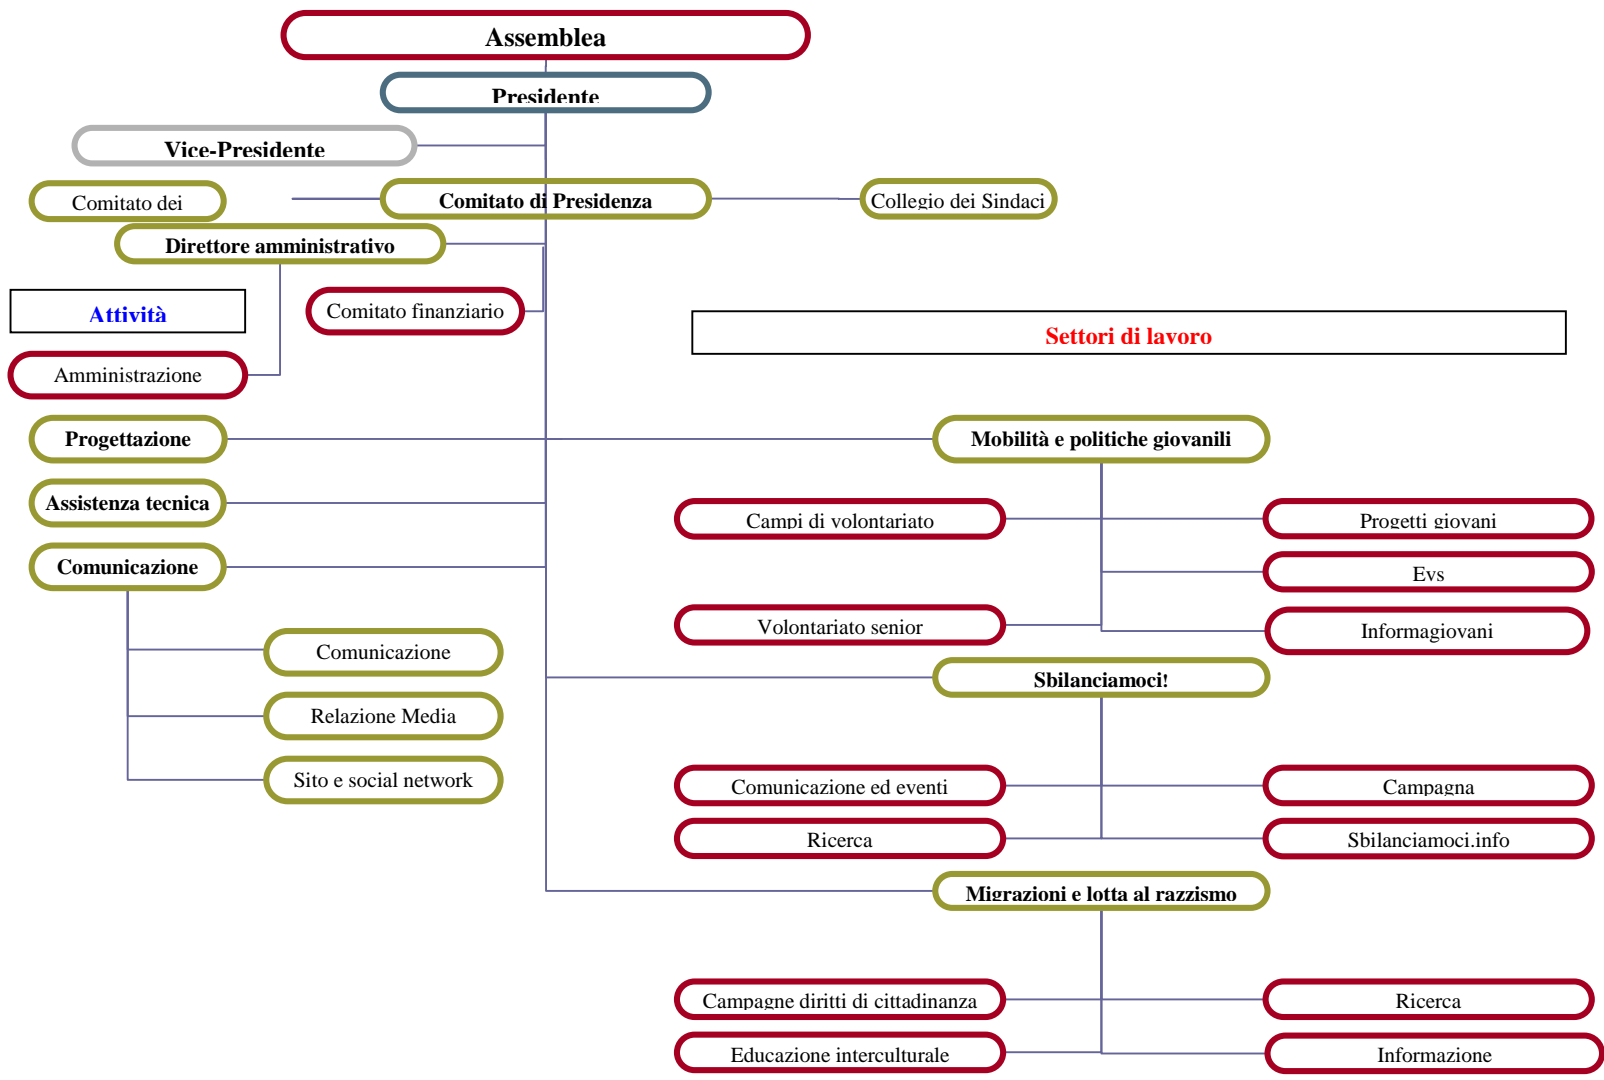 Assemblea
Presidente
Vice-Presidente
Comitato dei
Comitato di Presidenza
Collegio dei Sindaci
Direttore amministrativo
Attività
Comitato finanziario
Settori di lavoro
Amministrazione
Progettazione
Mobilità e politiche giovanili
Assistenza tecnica
Campi di volontariato
Progetti giovani
Comunicazione
Evs
Volontariato senior
Informagiovani
Comunicazione
Sbilanciamoci!
Relazione Media
Sito e social network
Comunicazione ed eventi
Campagna
Ricerca
Sbilanciamoci.info
Migrazioni e lotta al razzismo
Campagne diritti di cittadinanza
Ricerca
Educazione interculturale
Informazione